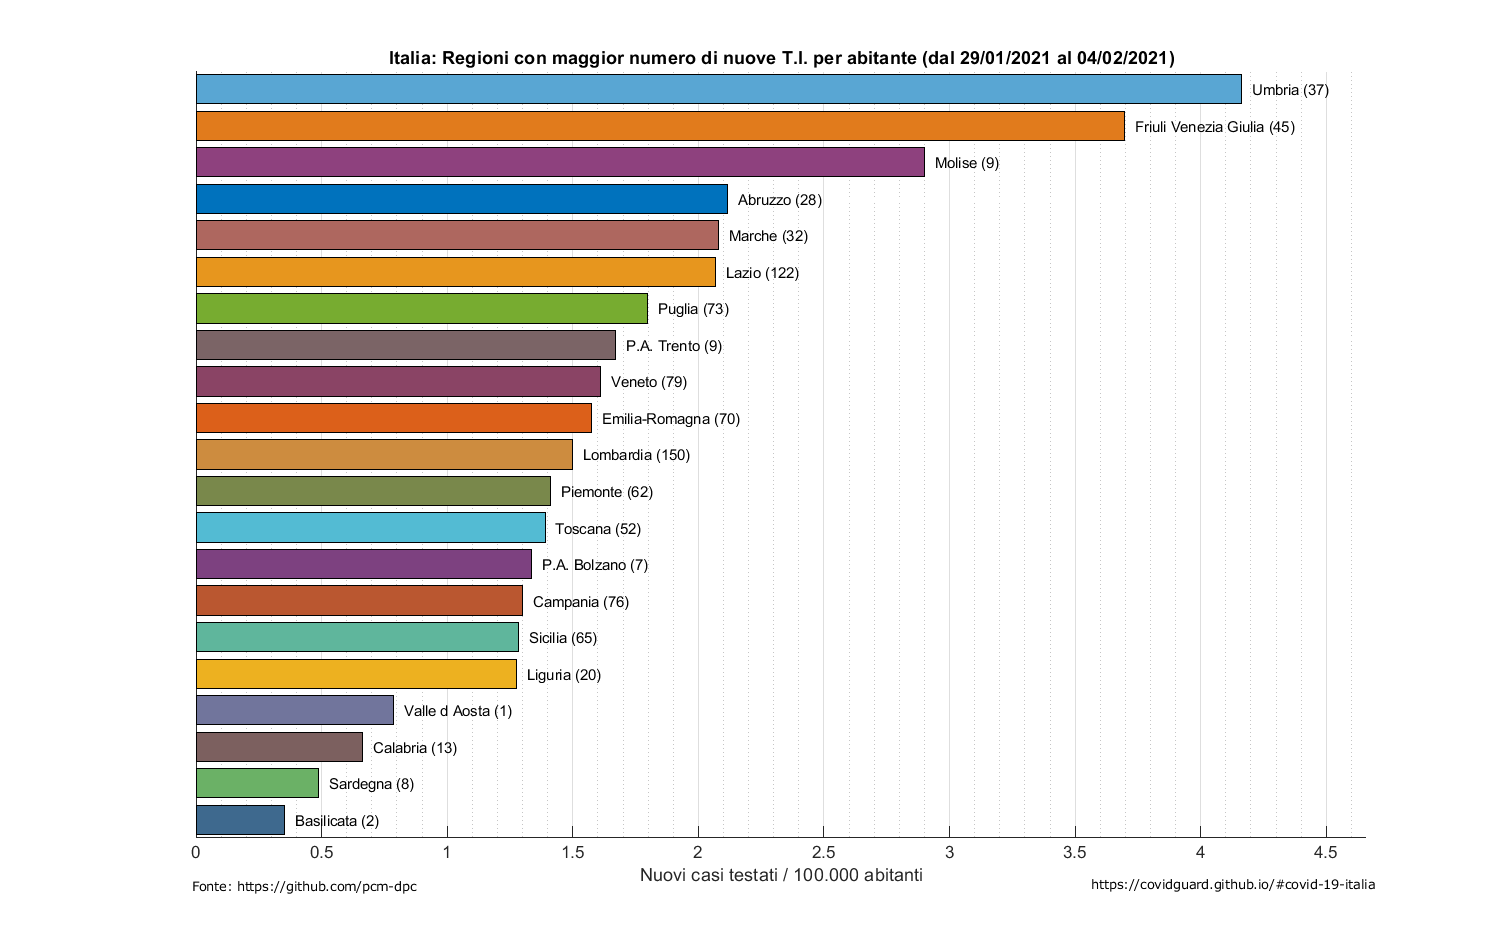 Italia: Regioni con maggior numero di nuove T.I. per abitante (dal 29/01/2021 al 04/02/2021)
Umbria (37)
Friuli Venezia Giulia (45)
Molise (9)
Abruzzo (28)
Marche (32)
Lazio (122)
Puglia (73)
P.A. Trento (9)
Veneto (79)
Emilia-Romagna (70)
Lombardia (150)
Piemonte (62)
Toscana (52)
P.A. Bolzano (7)
Campania (76)
Sicilia (65)
Liguria (20)
Valle d Aosta (1)
Calabria (13)
Sardegna (8)
Basilicata (2)
0 0.5 1 1.5 2 2.5 3 3.5 4 4.5
Nuovi casi testati / 100.000 abitanti
Fonte: https://github.com/pcm-dpc
https://covidguard.github.io/#covid-19-italia